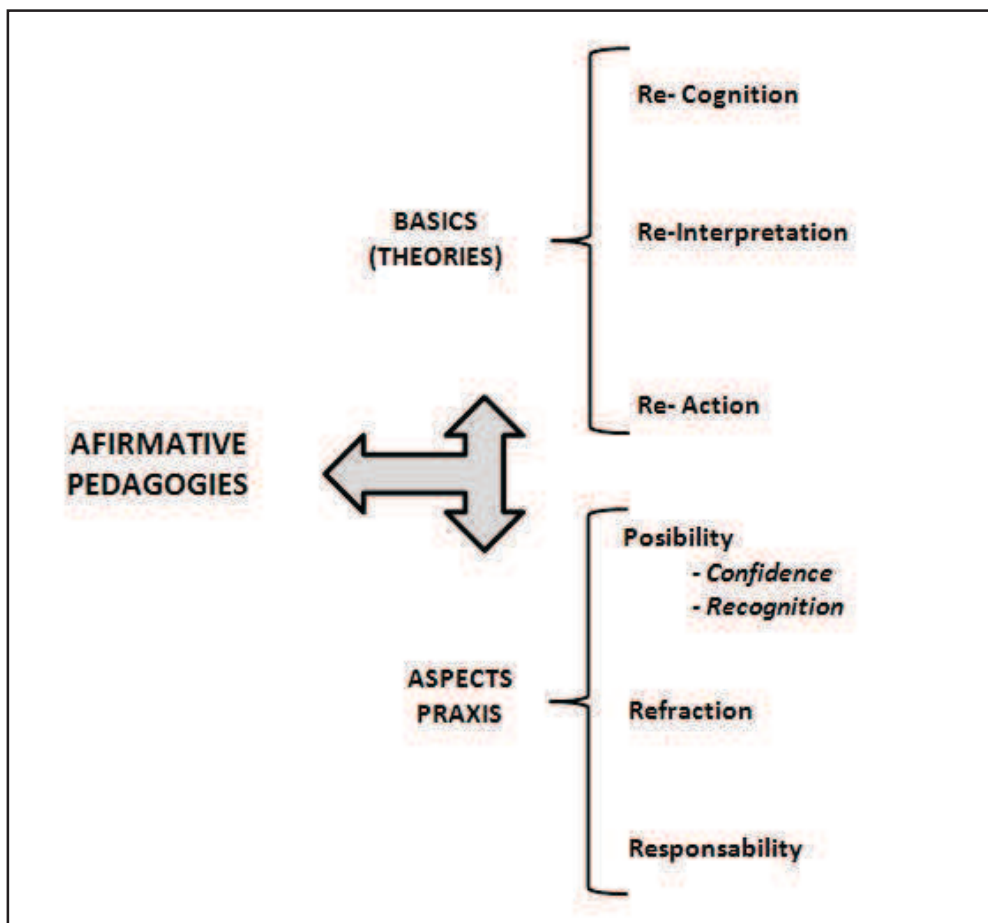 Re- Cognition
BASICS
(THEORIES)
Re-Interpretation
Re- Action
AFIRMATIVE
PEDAGOGIES
Posibility
- Confidence
- Recognition
ASPECTS
PRAXIS
Refraction
Responsability